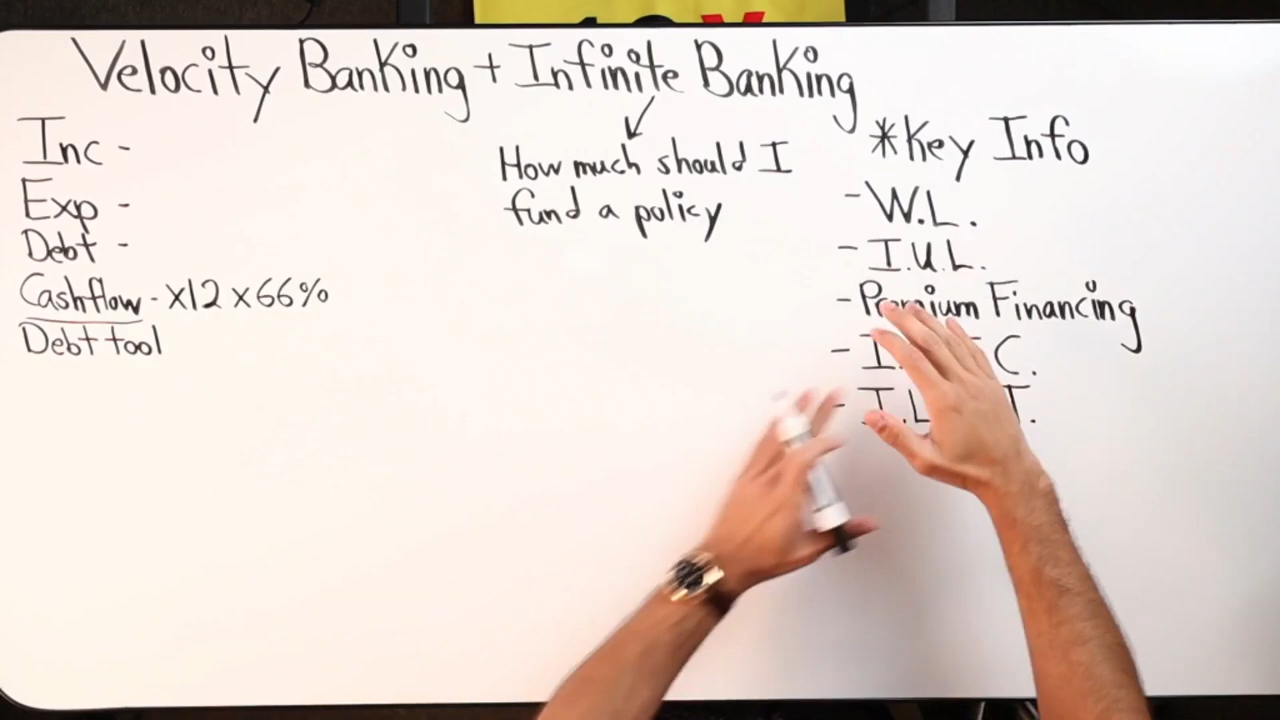 Velocity Banking + Infinite Banking
Inc -
Exp -
Debt -
Cashflow - x12 x 66%
Debt tool
How much should I
fund a policy
*Key Info
- W.L.
- I.U.L.
- Premium Financing